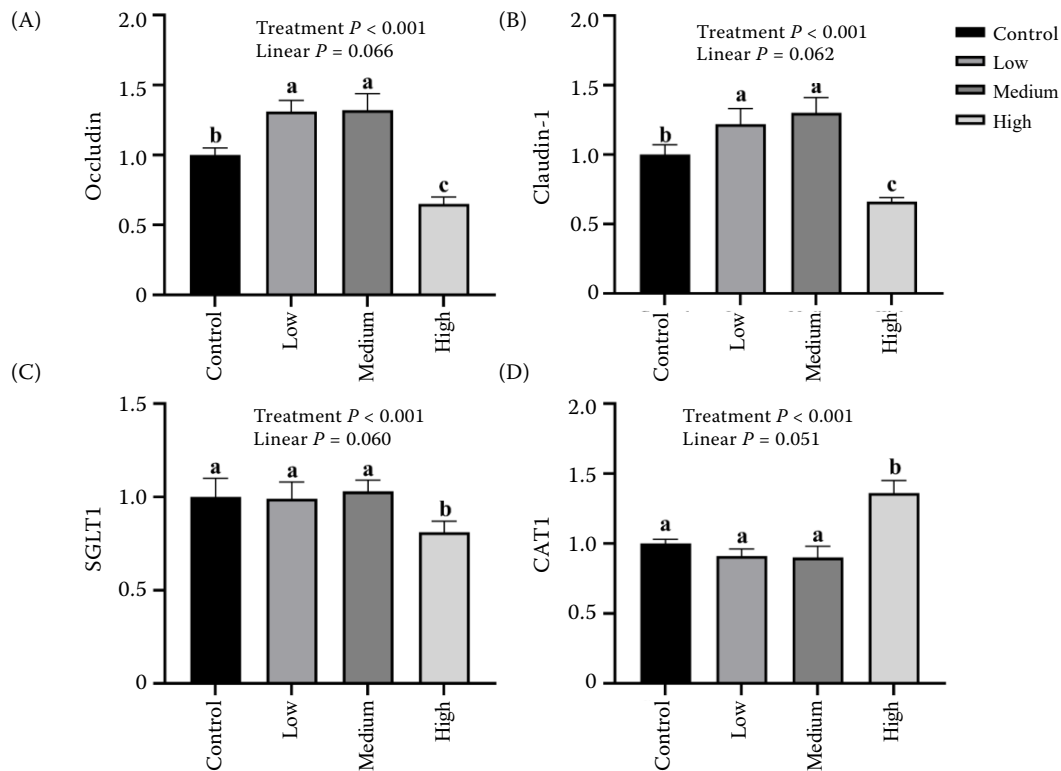 (A)
Treatment P < 0.001
Linear P = 0.066
Occludin
2.0
1.5
1.0
0.5
0
b
a
a
c
Control
Low
Medium
High
(B)
Treatment P < 0.001
Linear P = 0.062
Claudin-1
2.0
1.5
1.0
0.5
0
b
a
a
c
Control
Low
Medium
High
Control
Low
Medium
High
(C)
Treatment P < 0.001
Linear P = 0.060
SGLT1
1.5
1.0
0.5
0
a
a
a
b
Control
Low
Medium
High
(D)
Treatment P < 0.001
Linear P = 0.051
CAT1
2.0
1.5
1.0
0.5
0
a
a
a
b
Control
Low
Medium
High